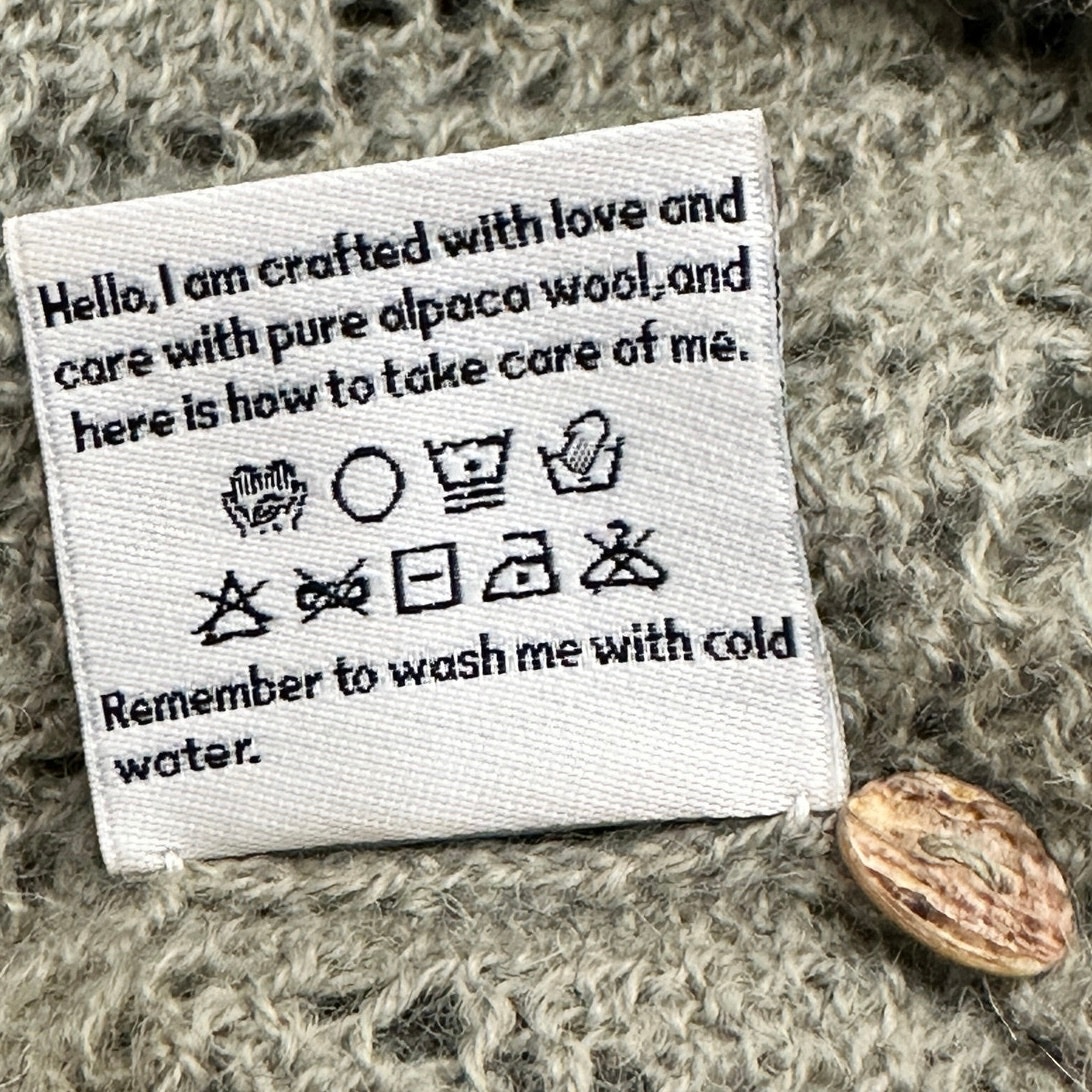 Hello, I am crafted with love and
care with pure alpaca wool, and
here is how to take care of me.
Remember to wash me with cold
water.